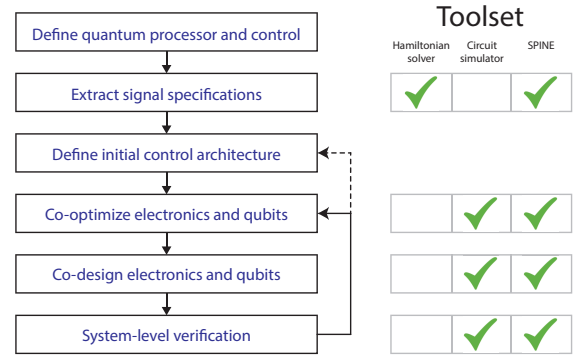 Toolset
Define quantum processor and control
Hamiltonian solver
Circuit simulator
SPINE
Extract signal specifications
Define initial control architecture
Co-optimize electronics and qubits
Co-design electronics and qubits
System-level verification